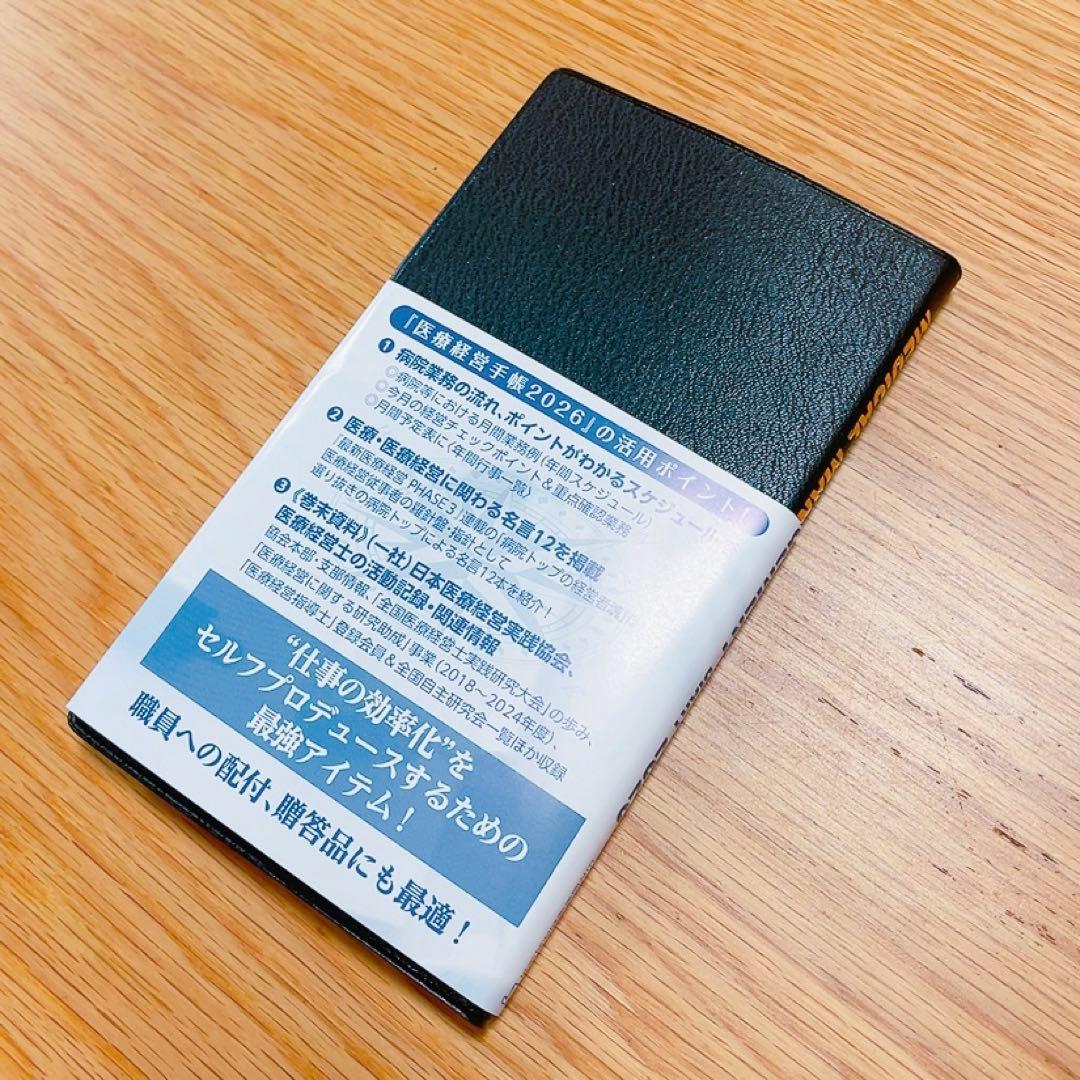 『医療経営手帳2026』の活用ポイント!
❶ 病院業務の流れ、ポイントがわかるスケジュール
◎病院等における月間業務例(年間スケジュール)
◎今月の経営チェックポイント&重点確認業務
◎月間予定表に〈年間行事一覧〉
❷ 医療・医療経営に関わる名言12を掲載
『最新医療経営 PHASE3』連載の「病院トップの経営者魂」に
医療経営従事者の羅針盤・指針として
選り抜きの病院トップによる名言12本を紹介!
❸ 《巻末資料》(一社)日本医療経営実践協会、
医療経営士の活動記録・関連情報
協会本部・支部情報、「全国医療経営士実践研究大会」の歩み、
「医療経営に関する研究助成」事業(2018〜2024年度)、
「医療経営指導士」登録会員&全国自主研究会一覧ほか収録
“仕事の効率化”を
セルフプロデュースするための
最強アイテム!
職員への配付、贈答品にも最適!
MEDICAL